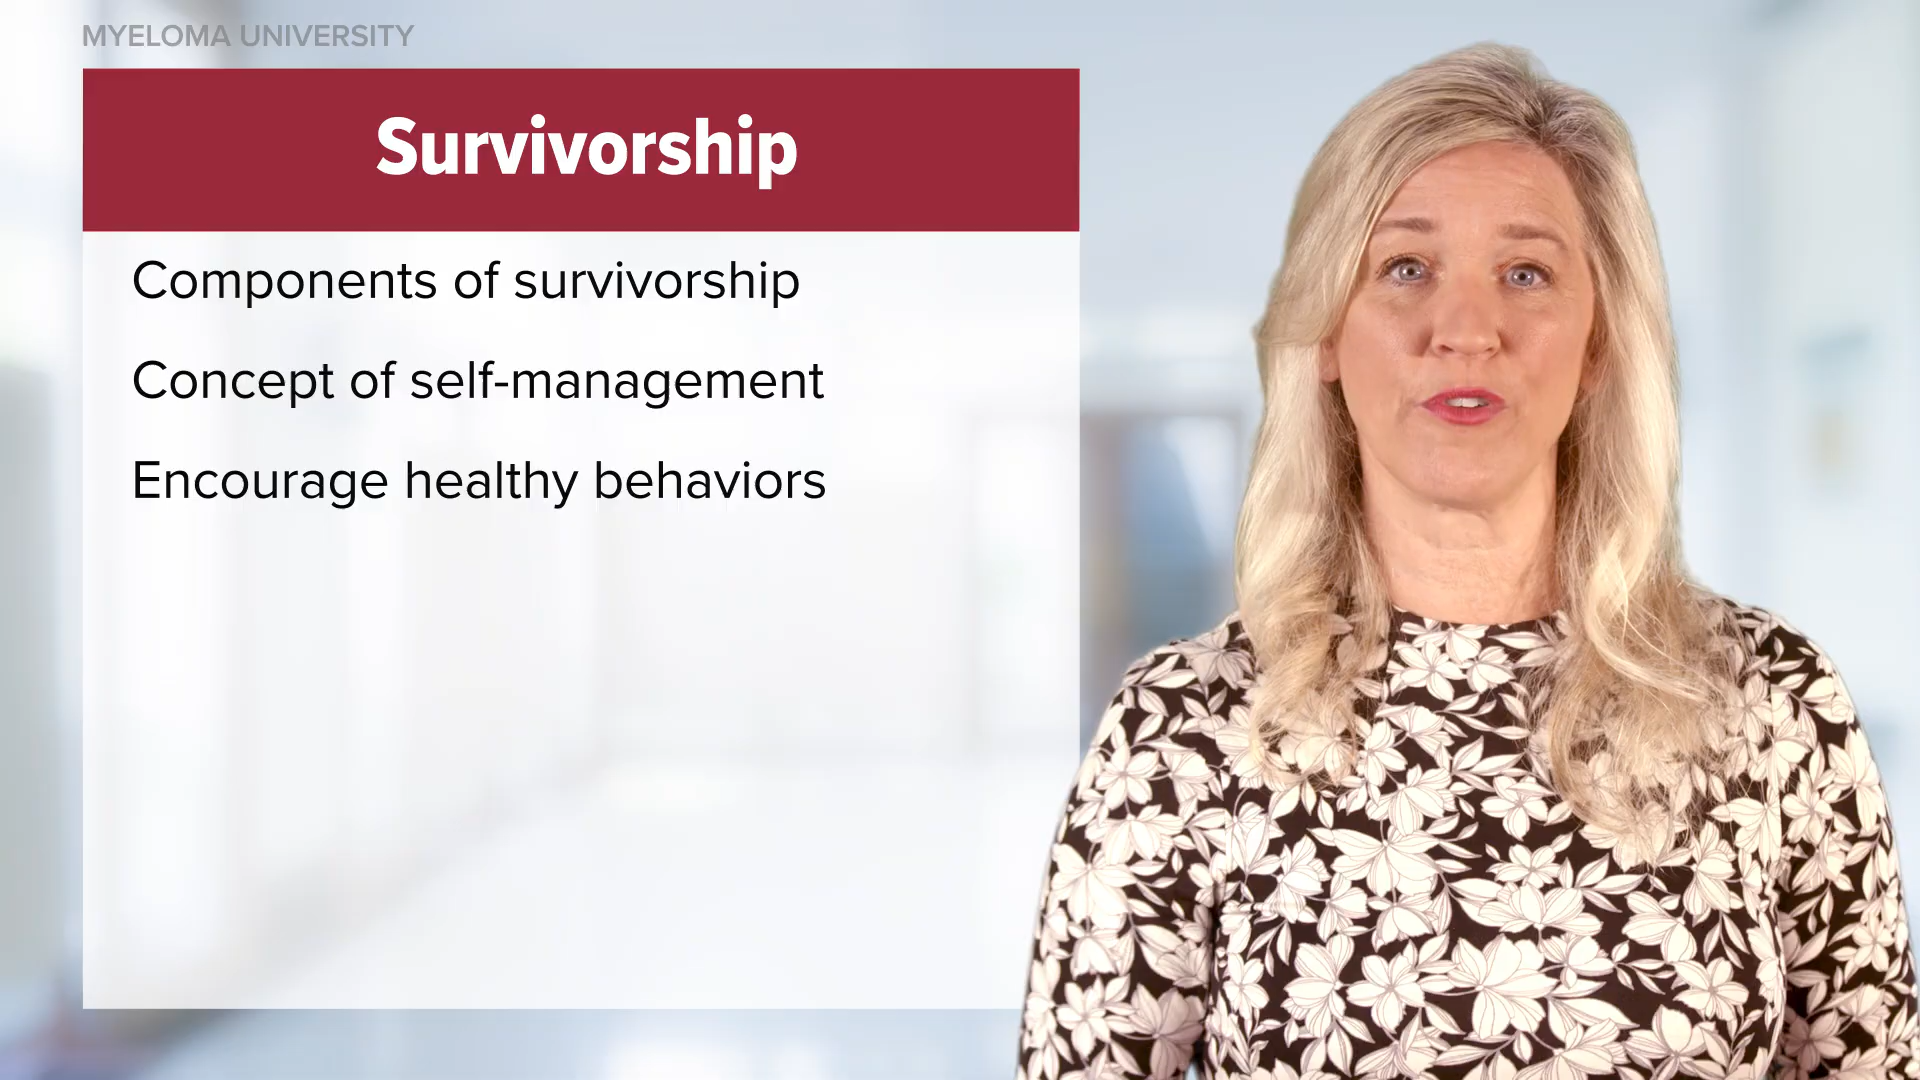 MYELOMA UNIVERSITY
Survivorship
Components of survivorship
Concept of self-management
Encourage healthy behaviors